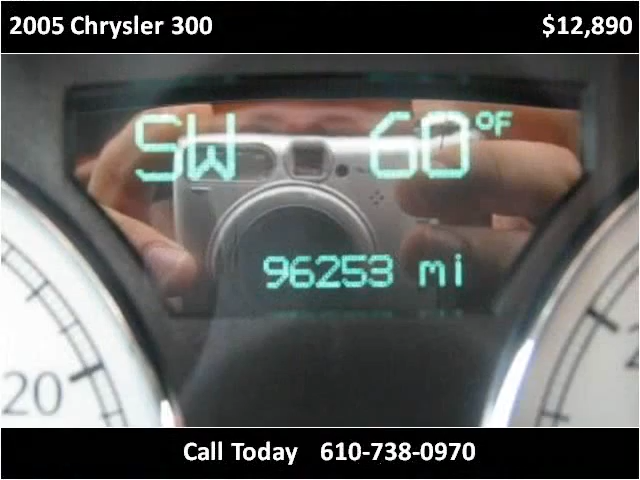 2005 Chrysler 300 $12,890
SW 60°F
96253 mi
20
Call Today 610-738-0970